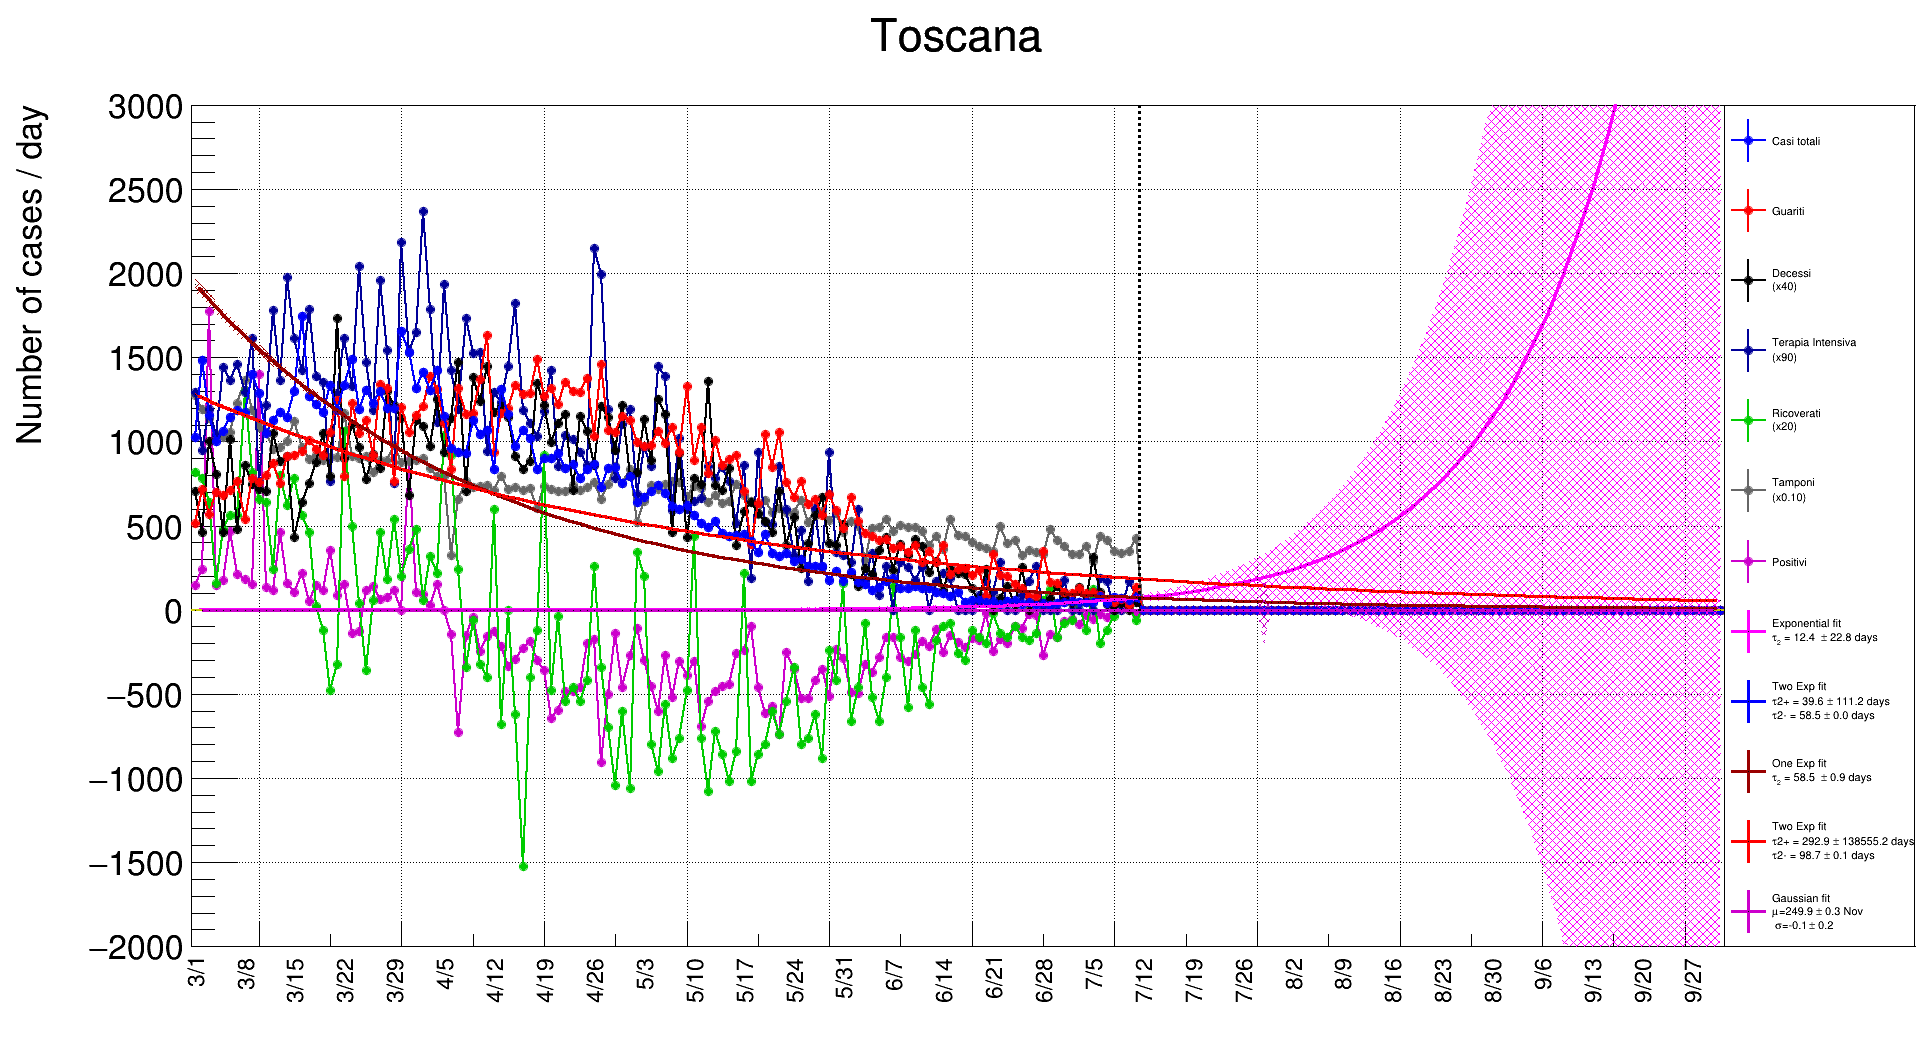 Toscana
Number of cases / day
3000
2500
2000
1500
1000
500
0
−500
−1000
−1500
−2000
3/1
3/8
3/15
3/22
3/29
4/5
4/12
4/19
4/26
5/3
5/10
5/17
5/24
5/31
6/7
6/14
6/21
6/28
7/5
7/12
7/19
7/26
8/2
8/9
8/16
8/23
8/30
9/6
9/13
9/20
9/27
Casi totali
Guariti
Decessi
(x40)
Terapia Intensiva
(x90)
Ricoverati
(x20)
Tamponi
(x0.10)
Positivi
Exponential fit
τ₂ = 12.4 ± 22.8 days
Two Exp fit
τ2+ = 39.6 ± 111.2 days
τ2- = 58.5 ± 0.0 days
One Exp fit
τ₂ = 58.5 ± 0.9 days
Two Exp fit
τ2+ = 292.9 ± 138555.2 days
τ2- = 98.7 ± 0.1 days
Gaussian fit
μ=249.9 ± 0.3 Nov
σ=-0.1 ± 0.2